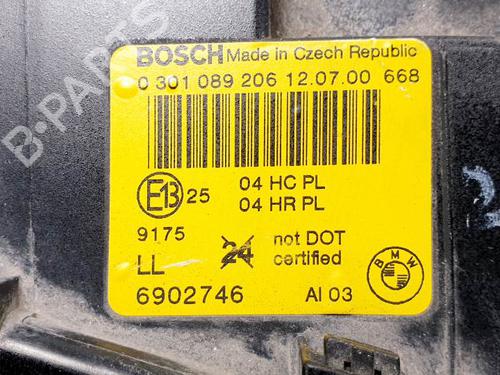 BOSCH Made in Czech Republic
0 301 089 206 12.07.00 668
E13 25 04 HC PL
04 HR PL
9175 24 not DOT
LL certified
6902746 AI 03
BMW
B-PARTS